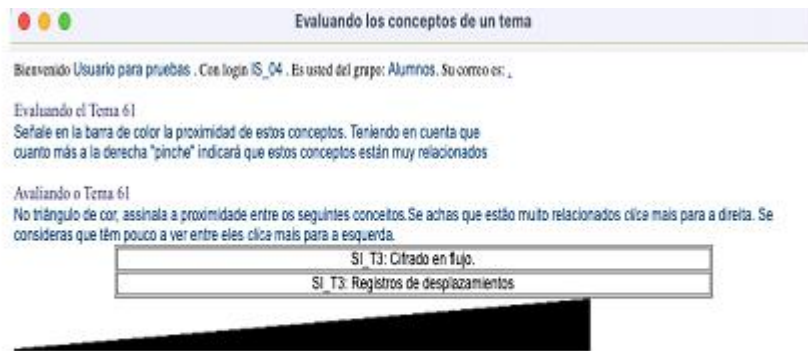 Evaluando los conceptos de un tema
Bienvenido Usuario para pruebas . Con login IS_04 . Es usted del grupo: Alumnos. Su correo es: .
Evaluando el Tema 61
Señale en la barra de color la proximidad de estos conceptos. Teniendo en cuenta que
cuanto más a la derecha "pinche" indicará que estos conceptos están muy relacionados
Avaliando o Tema 61
No triângulo de cor, assinala a proximidade entre os seguintes conceitos.Se achas que estão muito relacionados clica mais para a direita. Se
consideras que têm pouco a ver entre eles clica mais para a esquerda.
SI_T3: Cifrado en flujo.
SI_T3: Registros de desplazamientos